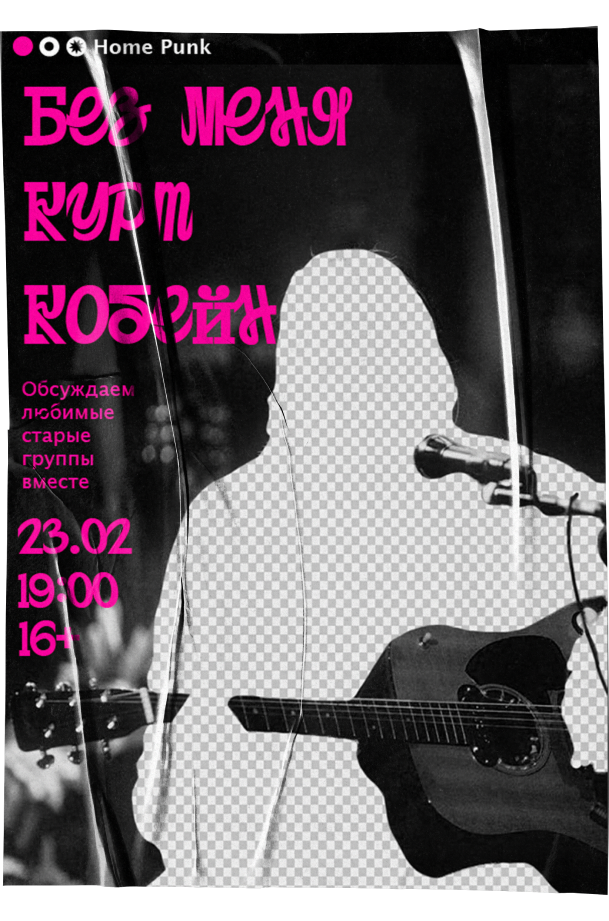 Home Punk
Без меня
Курт
Кобейн
Обсуждаем
любимые
старые
группы
вместе
23.02
19:00
16+